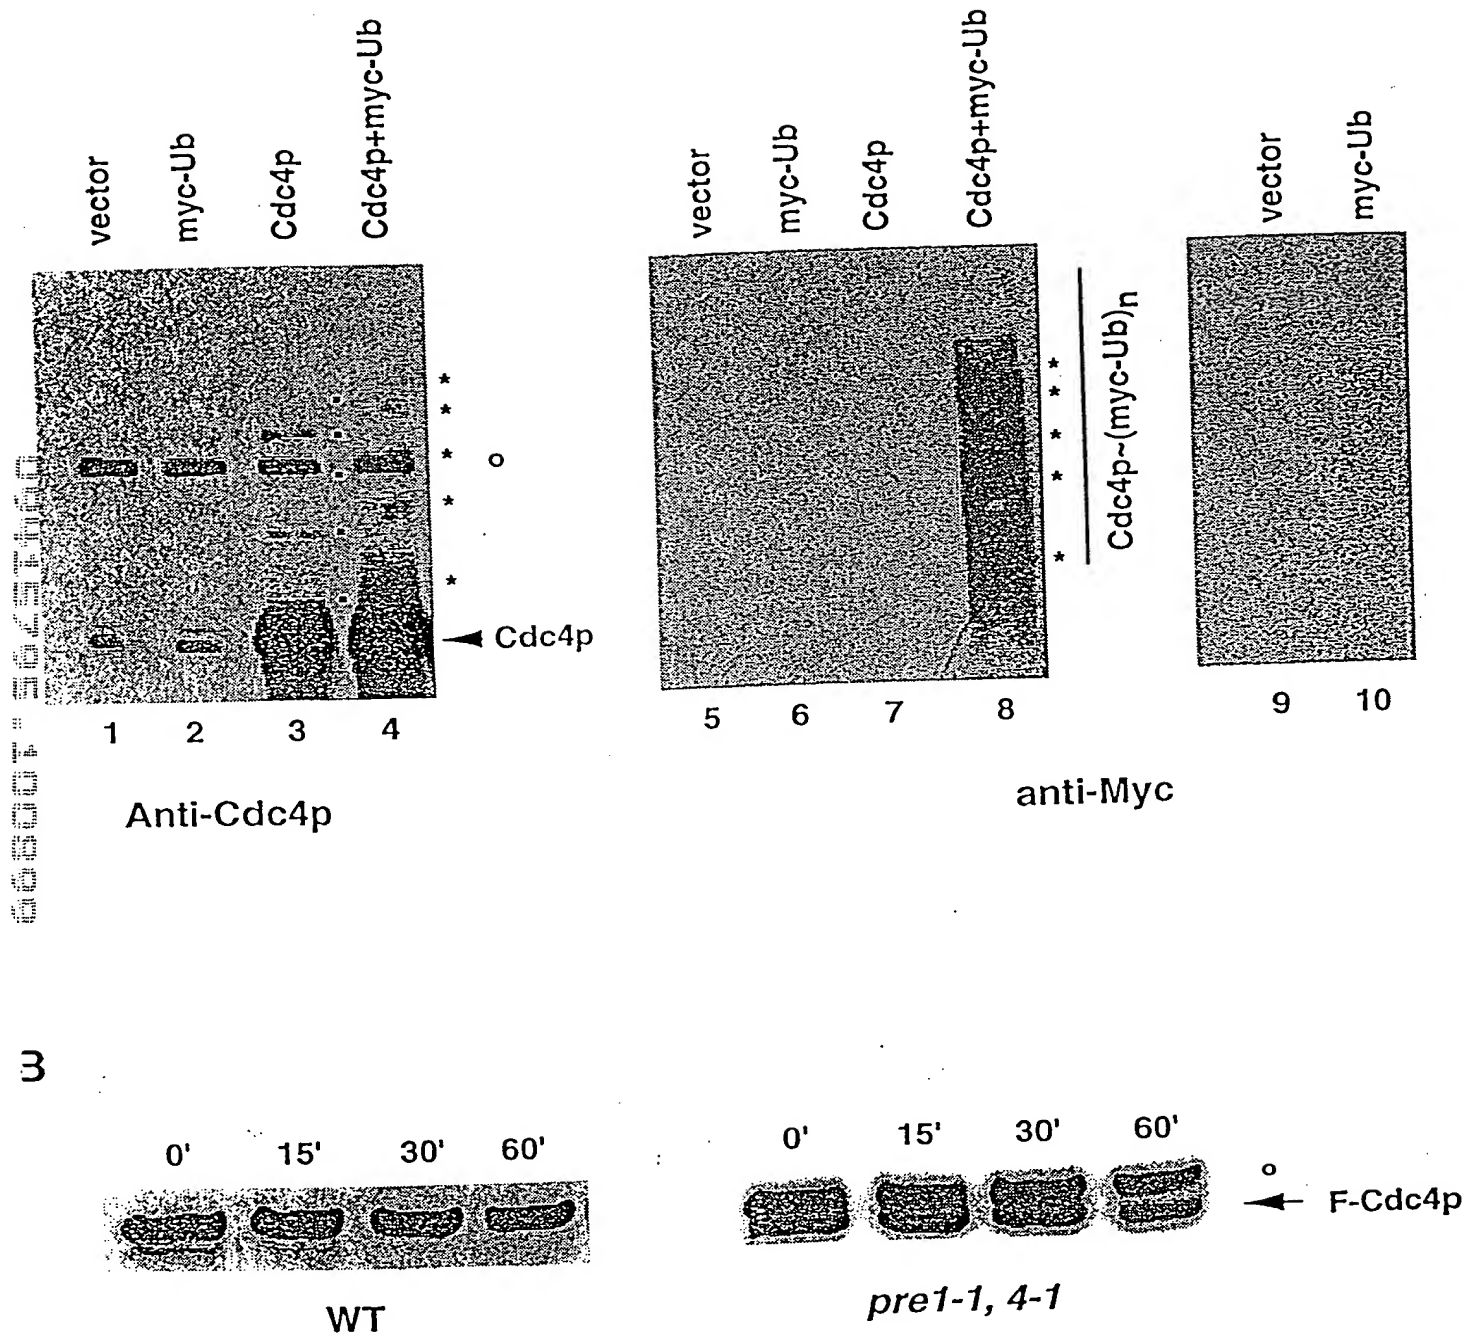 vector
myc-Ub
Cdc4p
Cdc4p+myc-Ub
vector
myc-Ub
Cdc4p
Cdc4p+myc-Ub
vector
myc-Ub
*
*
*
o
*
*
Cdc4p
*
*
*
*
*
Cdc4p~(myc-Ub)n
1 2 3 4
5 6 7 8
9 10
Anti-Cdc4p
anti-Myc
0' 15' 30' 60'
0' 15' 30' 60'
o
F-Cdc4p
WT
pre1-1, 4-1